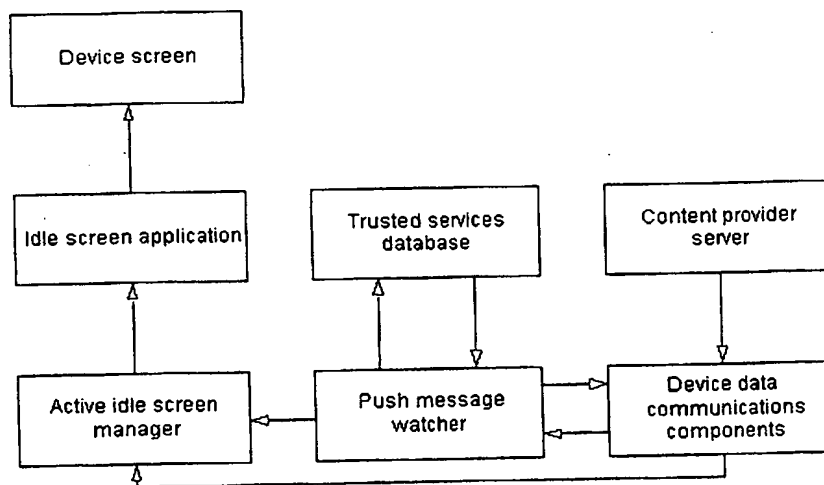 Device screen
Idle screen application
Trusted services
database
Content provider
server
Active idle screen
manager
Push message
watcher
Device data
communications
components